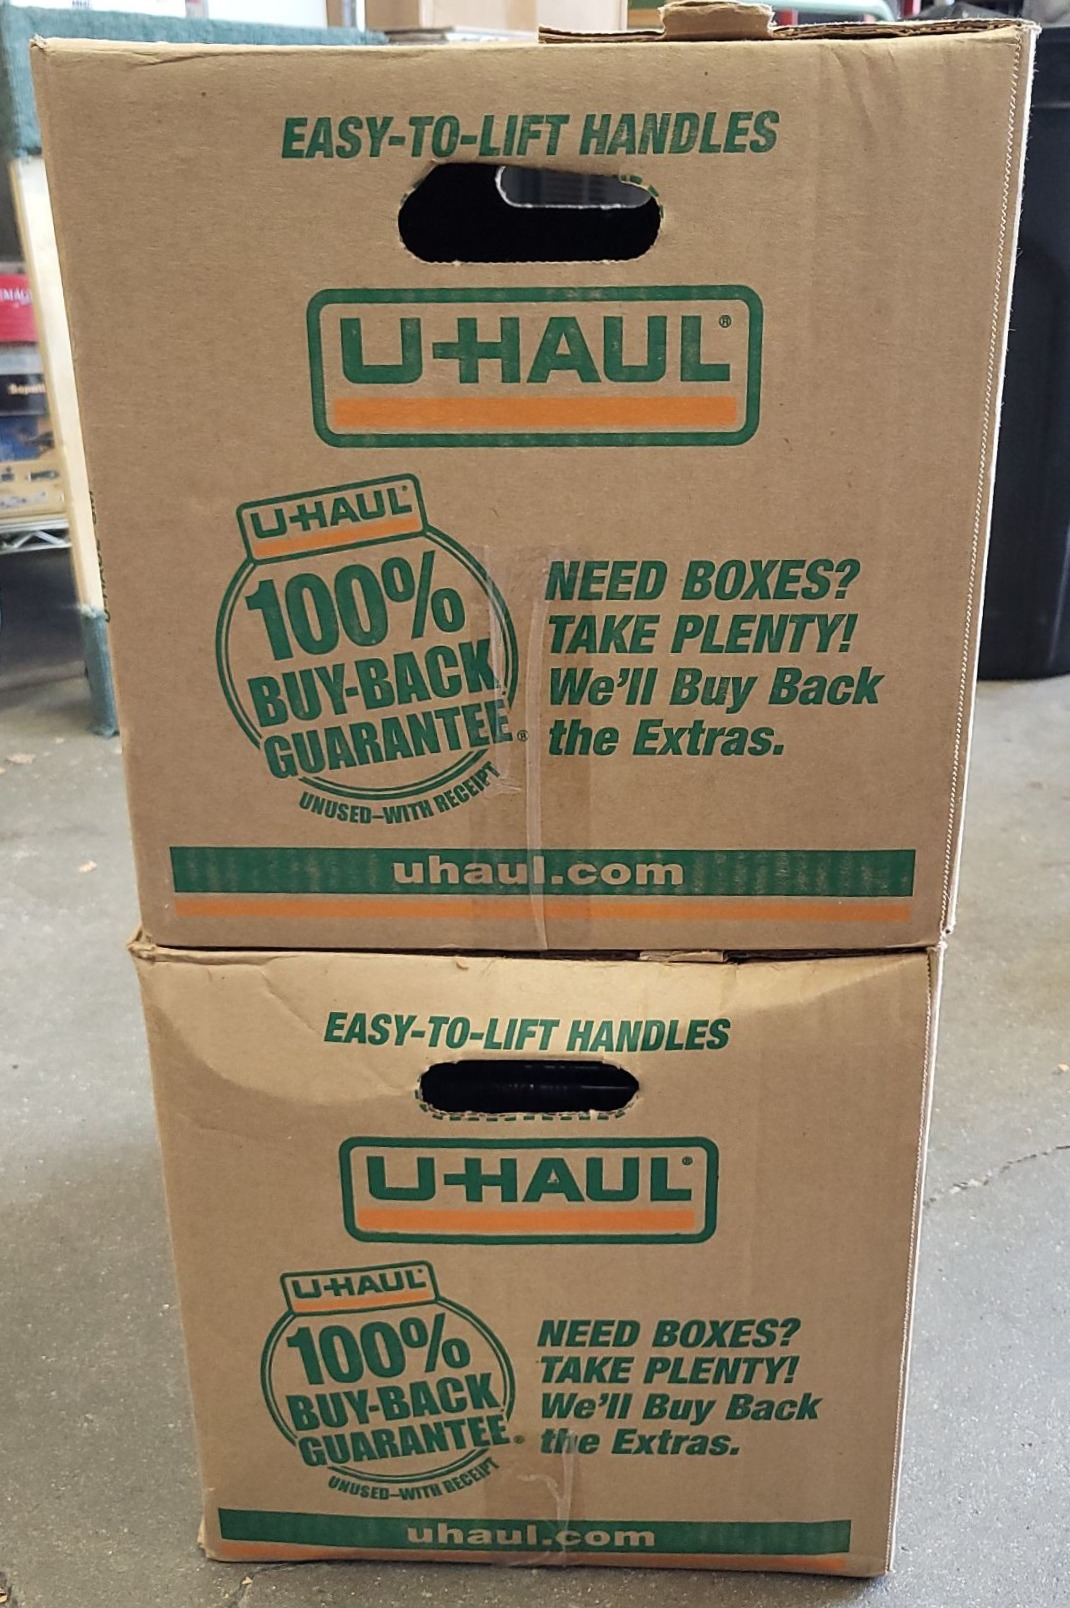 EASY-TO-LIFT HANDLES
U-HAUL®
U-HAUL®
100%
BUY-BACK
GUARANTEE®
UNUSED–WITH RECEIPT
NEED BOXES?
TAKE PLENTY!
We'll Buy Back
the Extras.
uhaul.com
EASY-TO-LIFT HANDLES
U-HAUL®
U-HAUL®
100%
BUY-BACK
GUARANTEE®
UNUSED–WITH RECEIPT
NEED BOXES?
TAKE PLENTY!
We'll Buy Back
the Extras.
uhaul.com